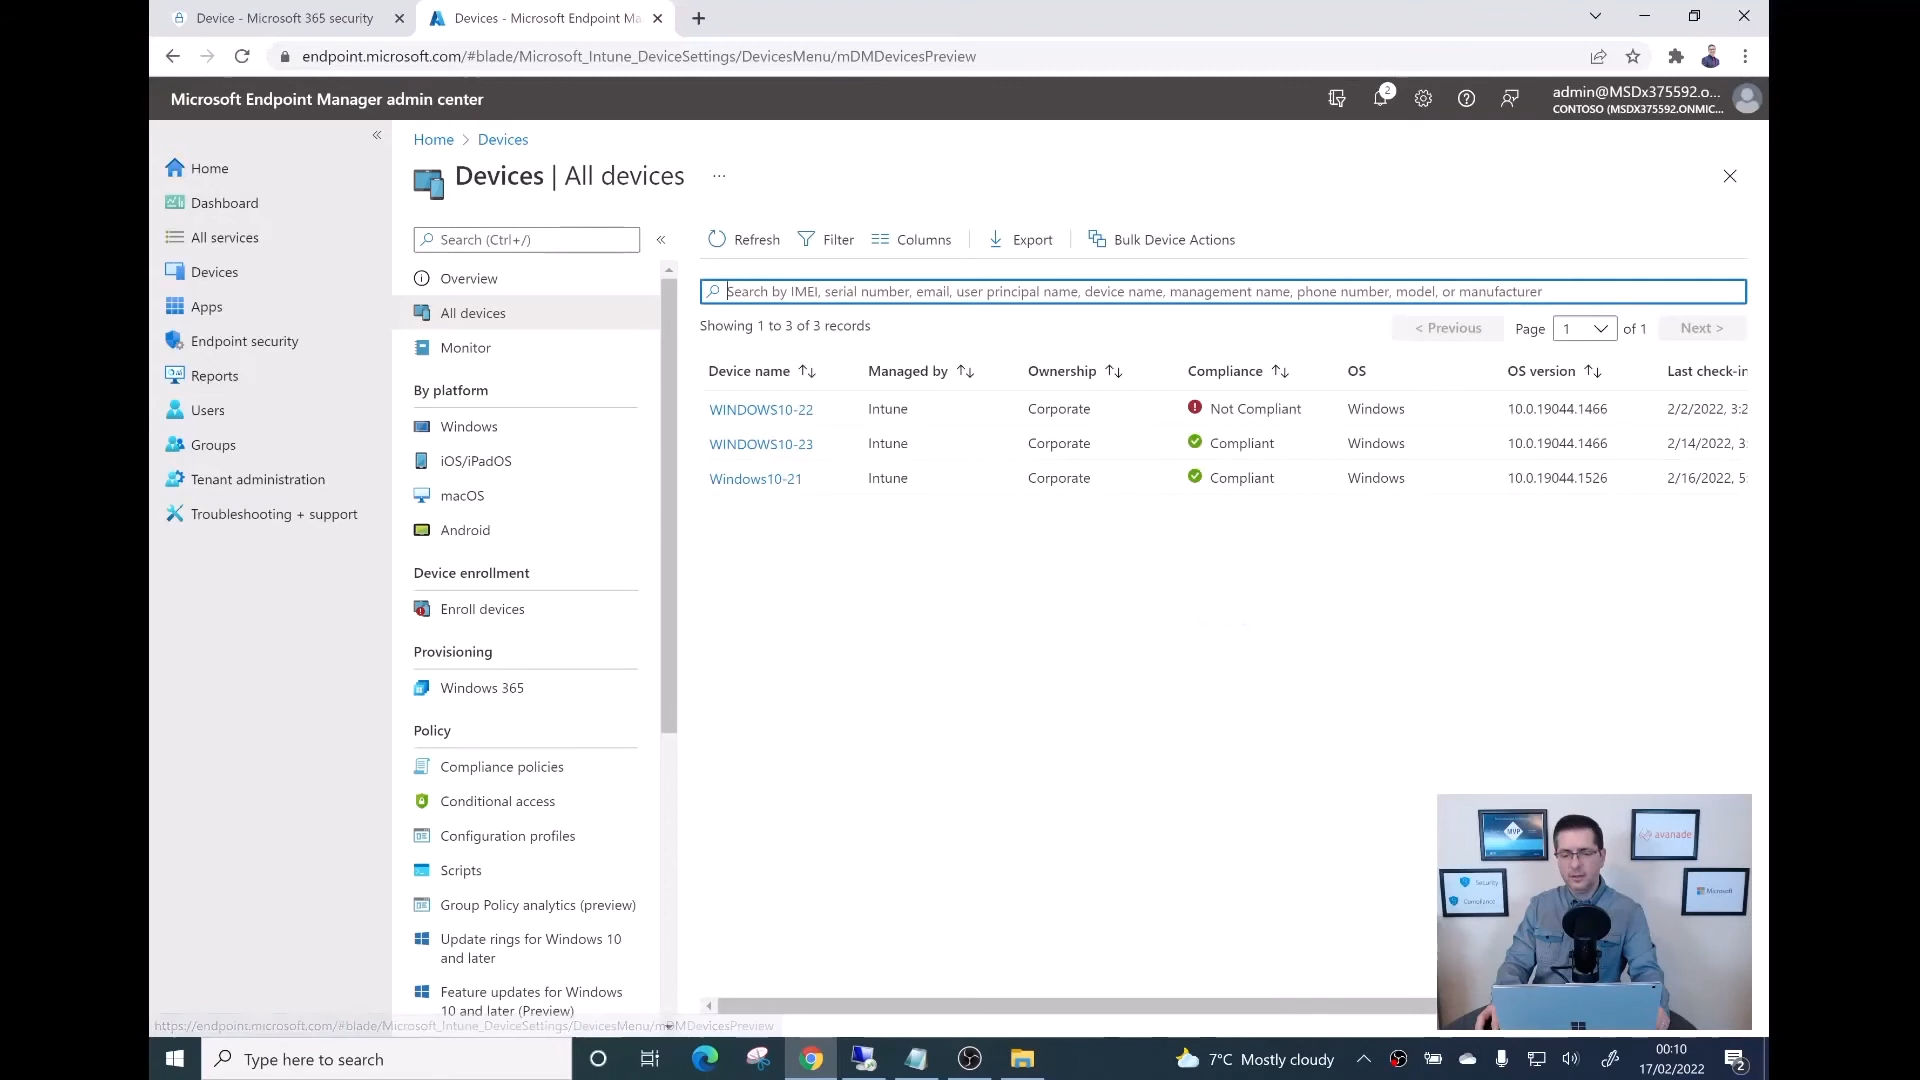 Device - Microsoft 365 security
Devices - Microsoft Endpoint Ma
endpoint.microsoft.com/#blade/Microsoft_Intune_DeviceSettings/DevicesMenu/mDMDevicesPreview
Microsoft Endpoint Manager admin center
2
admin@MSDx375592.o...
CONTOSO (MSDX375592.ONMIC...
Home
Dashboard
All services
Devices
Apps
Endpoint security
Reports
Users
Groups
Tenant administration
Troubleshooting + support
Home > Devices
Devices | All devices ...
Search (Ctrl+/)
Overview
All devices
Monitor
By platform
Windows
iOS/iPadOS
macOS
Android
Device enrollment
Enroll devices
Provisioning
Windows 365
Policy
Compliance policies
Conditional access
Configuration profiles
Scripts
Group Policy analytics (preview)
Update rings for Windows 10
and later
Feature updates for Windows
10 and later (Preview)
Refresh Filter Columns Export Bulk Device Actions
Search by IMEI, serial number, email, user principal name, device name, management name, phone number, model, or manufacturer
Showing 1 to 3 of 3 records
< Previous Page 1 of 1 Next >
Device name Managed by Ownership Compliance OS OS version Last check-in
WINDOWS10-22 Intune Corporate Not Compliant Windows 10.0.19044.1466 2/2/2022, 3:2
WINDOWS10-23 Intune Corporate Compliant Windows 10.0.19044.1466 2/14/2022, 3:
Windows10-21 Intune Corporate Compliant Windows 10.0.19044.1526 2/16/2022, 5:
MVP
avanade
Security
Compliance
Microsoft
https://endpoint.microsoft.com/#blade/Microsoft_Intune_DeviceSettings/DevicesMenu/mDMDevicesPreview
Type here to search
7°C Mostly cloudy
00:10
17/02/2022
2